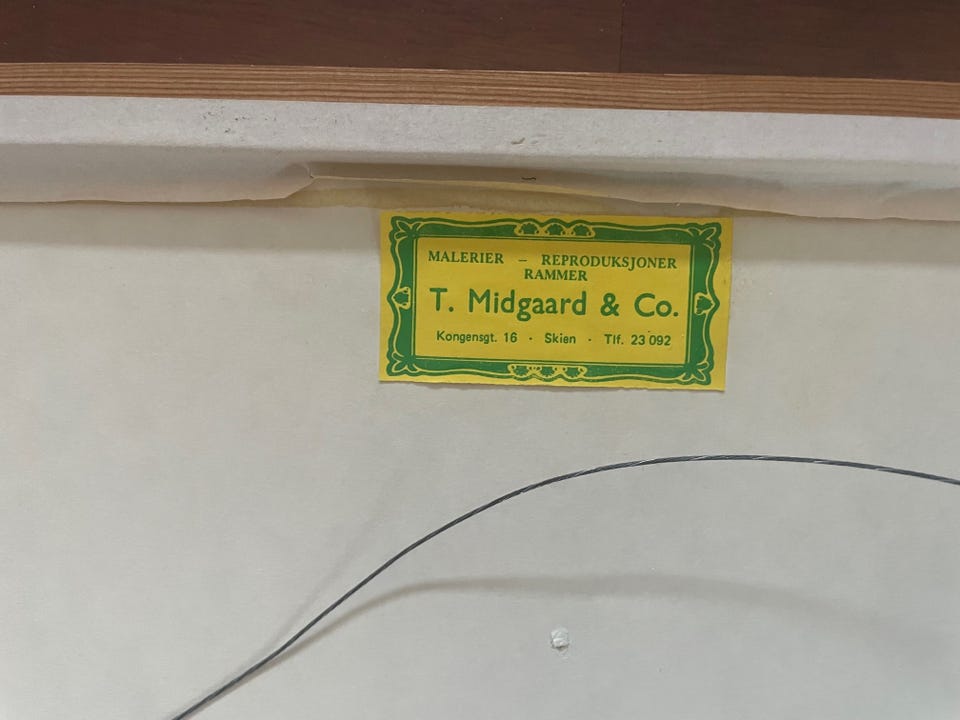 MALERIER – REPRODUKSJONER
RAMMER
T. Midgaard & Co.
Kongensgt. 16 · Skien · Tlf. 23 092